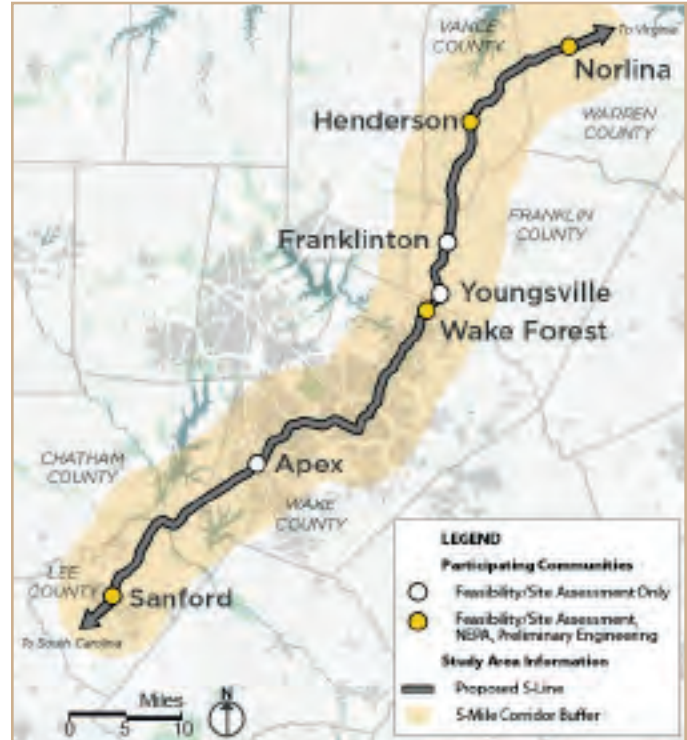 To Virginia
VANCE
COUNTY
Norlina
Henderson
WARREN
COUNTY
FRANKLIN
COUNTY
Franklinton
Youngsville
Wake Forest
CHATHAM
COUNTY
Apex
WAKE
COUNTY
LEE
COUNTY
Sanford
To South Carolina
Miles
0 5 10
N
LEGEND
Participating Communities
Feasibility/Site Assessment Only
Feasibility/Site Assessment,
NEPA, Preliminary Engineering
Study Area Information
Proposed S-Line
5-Mile Corridor Buffer